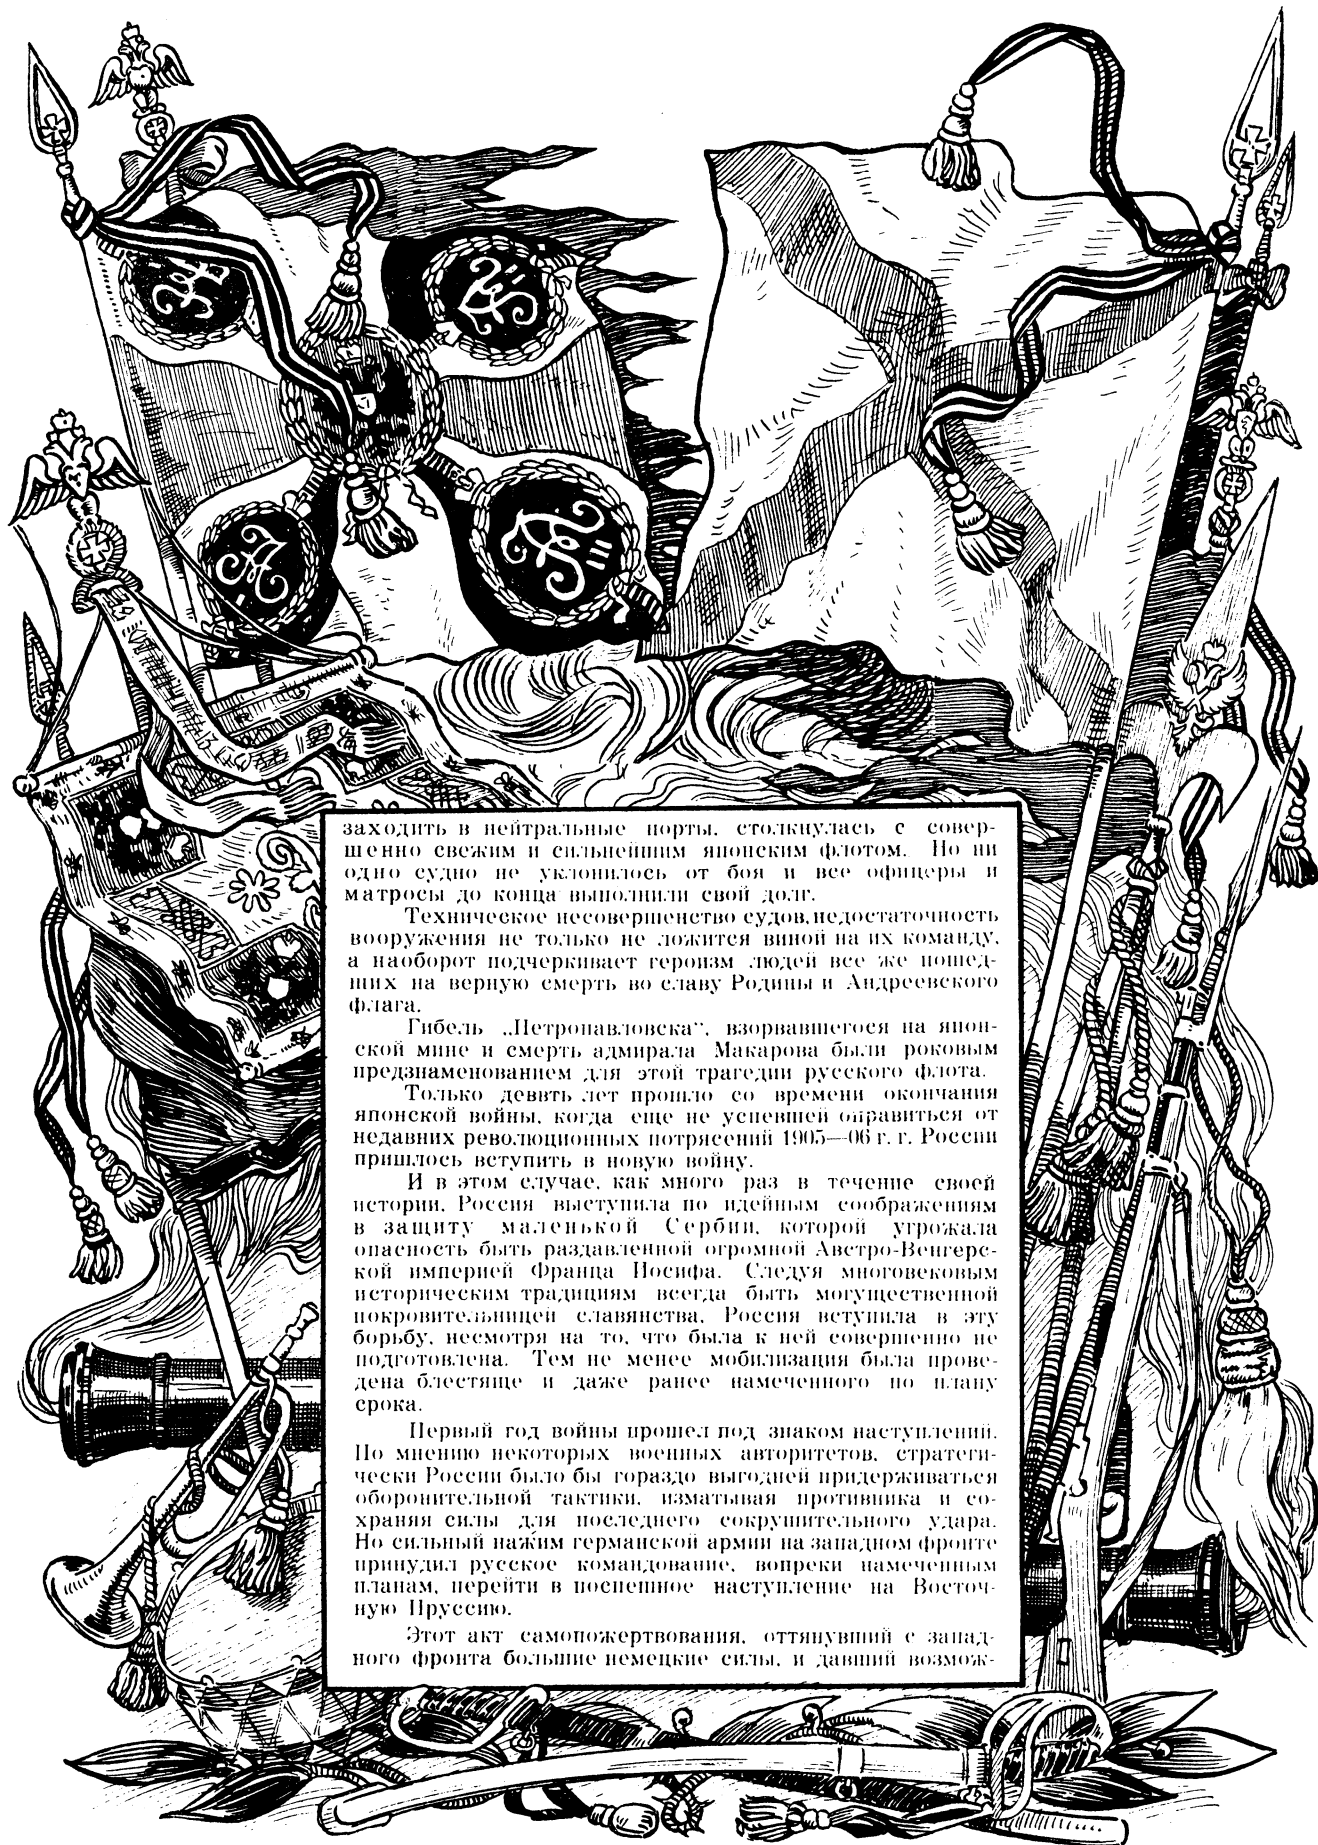 заходить в нейтральные порты, столкнулась с совер-
шенно свежим и сильнейшим японским флотом. Но ни
одно судно не уклонилось от боя и все офицеры и
матросы до конца выполнили свой долг.
Техническое несовершенство судов, недостаточность
вооружения не только не ложится виной на их команду,
а наоборот подчеркивает героизм людей все же пошед-
ших на верную смерть во славу Родины и Андреевского
флага.
Гибель „Петропавловска“, взорвавшегося на япон-
ской мине и смерть адмирала Макарова были роковым
предзнаменованием для этой трагедии русского флота.
Только девять лет прошло со времени окончания
японской войны, когда еще не успевшей оправиться от
недавних революционных потрясений 1905—06 г. г. России
пришлось вступить в новую войну.
И в этом случае, как много раз в течение своей
истории, Россия выступила по идейным соображениям
в защиту маленькой Сербии, которой угрожала
опасность быть раздавленной огромной Австро-Венгерс-
кой империей Франца Иосифа. Следуя многовековым
историческим традициям всегда быть могущественной
покровительницей славянства, Россия вступила в эту
борьбу, несмотря на то, что была к ней совершенно не
подготовлена. Тем не менее мобилизация была прове-
дена блестяще и даже ранее намеченного по плану
срока.
Первый год войны прошел под знаком наступлений.
По мнению некоторых военных авторитетов, стратеги-
чески России было бы гораздо выгодней придерживаться
оборонительной тактики, изматывая противника и со-
храняя силы для последнего сокрушительного удара.
Но сильный нажим германской армии на западном фронте
принудил русское командование, вопреки намеченным
планам, перейти в поспешное наступление на Восточ-
ную Пруссию.
Этот акт самопожертвования, оттянувший с запад-
ного фронта большие немецкие силы, и давший возмож-